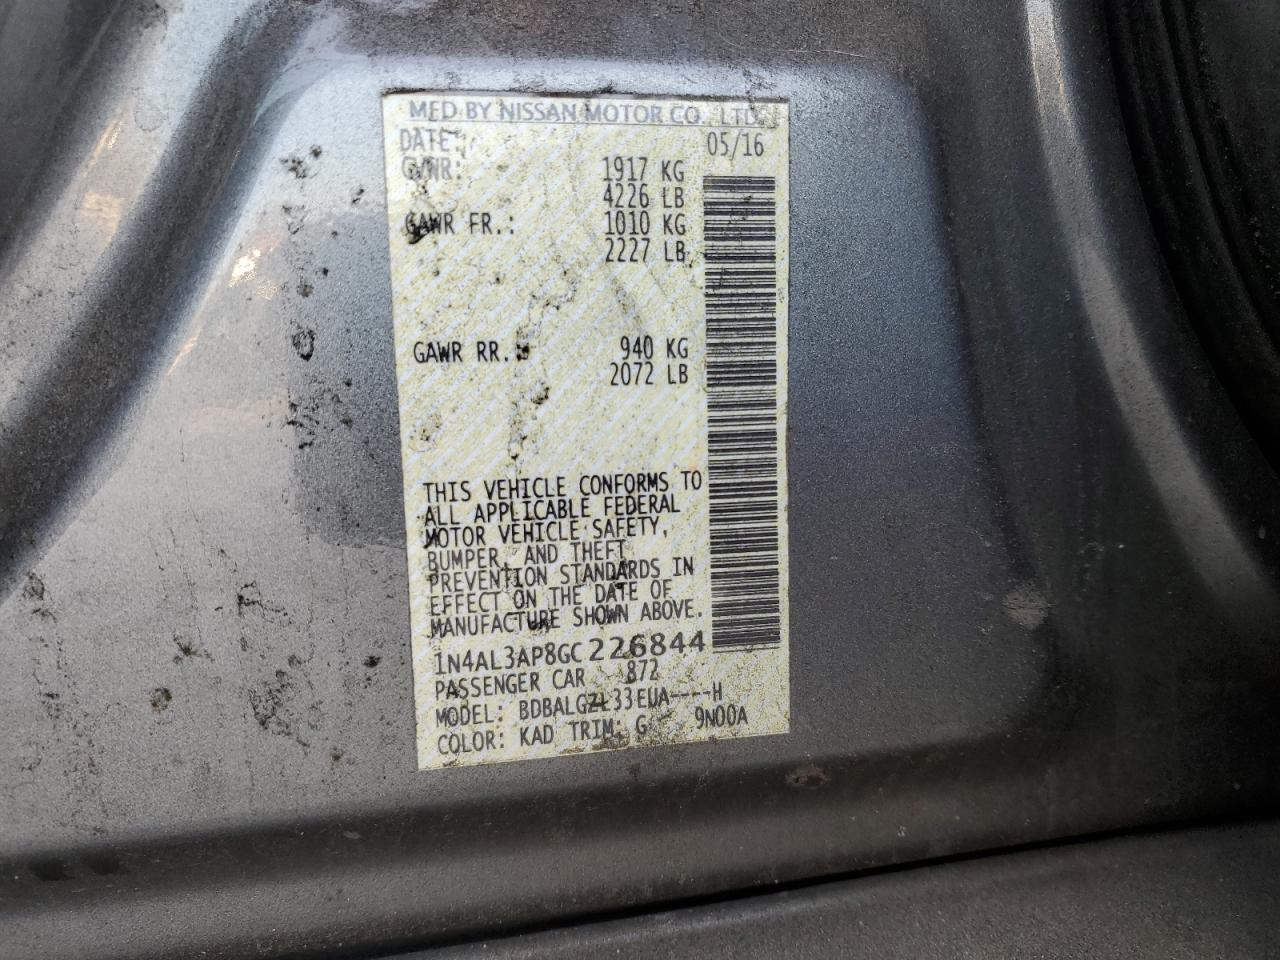 MFD BY NISSAN MOTOR CO., LTD.
DATE: 05/16
GVWR: 1917 KG
4226 LB
GAWR FR.: 1010 KG
2227 LB
GAWR RR.: 940 KG
2072 LB
THIS VEHICLE CONFORMS TO
ALL APPLICABLE FEDERAL
MOTOR VEHICLE SAFETY,
BUMPER, AND THEFT
PREVENTION STANDARDS IN
EFFECT ON THE DATE OF
MANUFACTURE SHOWN ABOVE.
1N4AL3AP8GC226844
PASSENGER CAR 872
MODEL: BDBALGZL33EUA----H
COLOR: KAD TRIM: G 9N00A